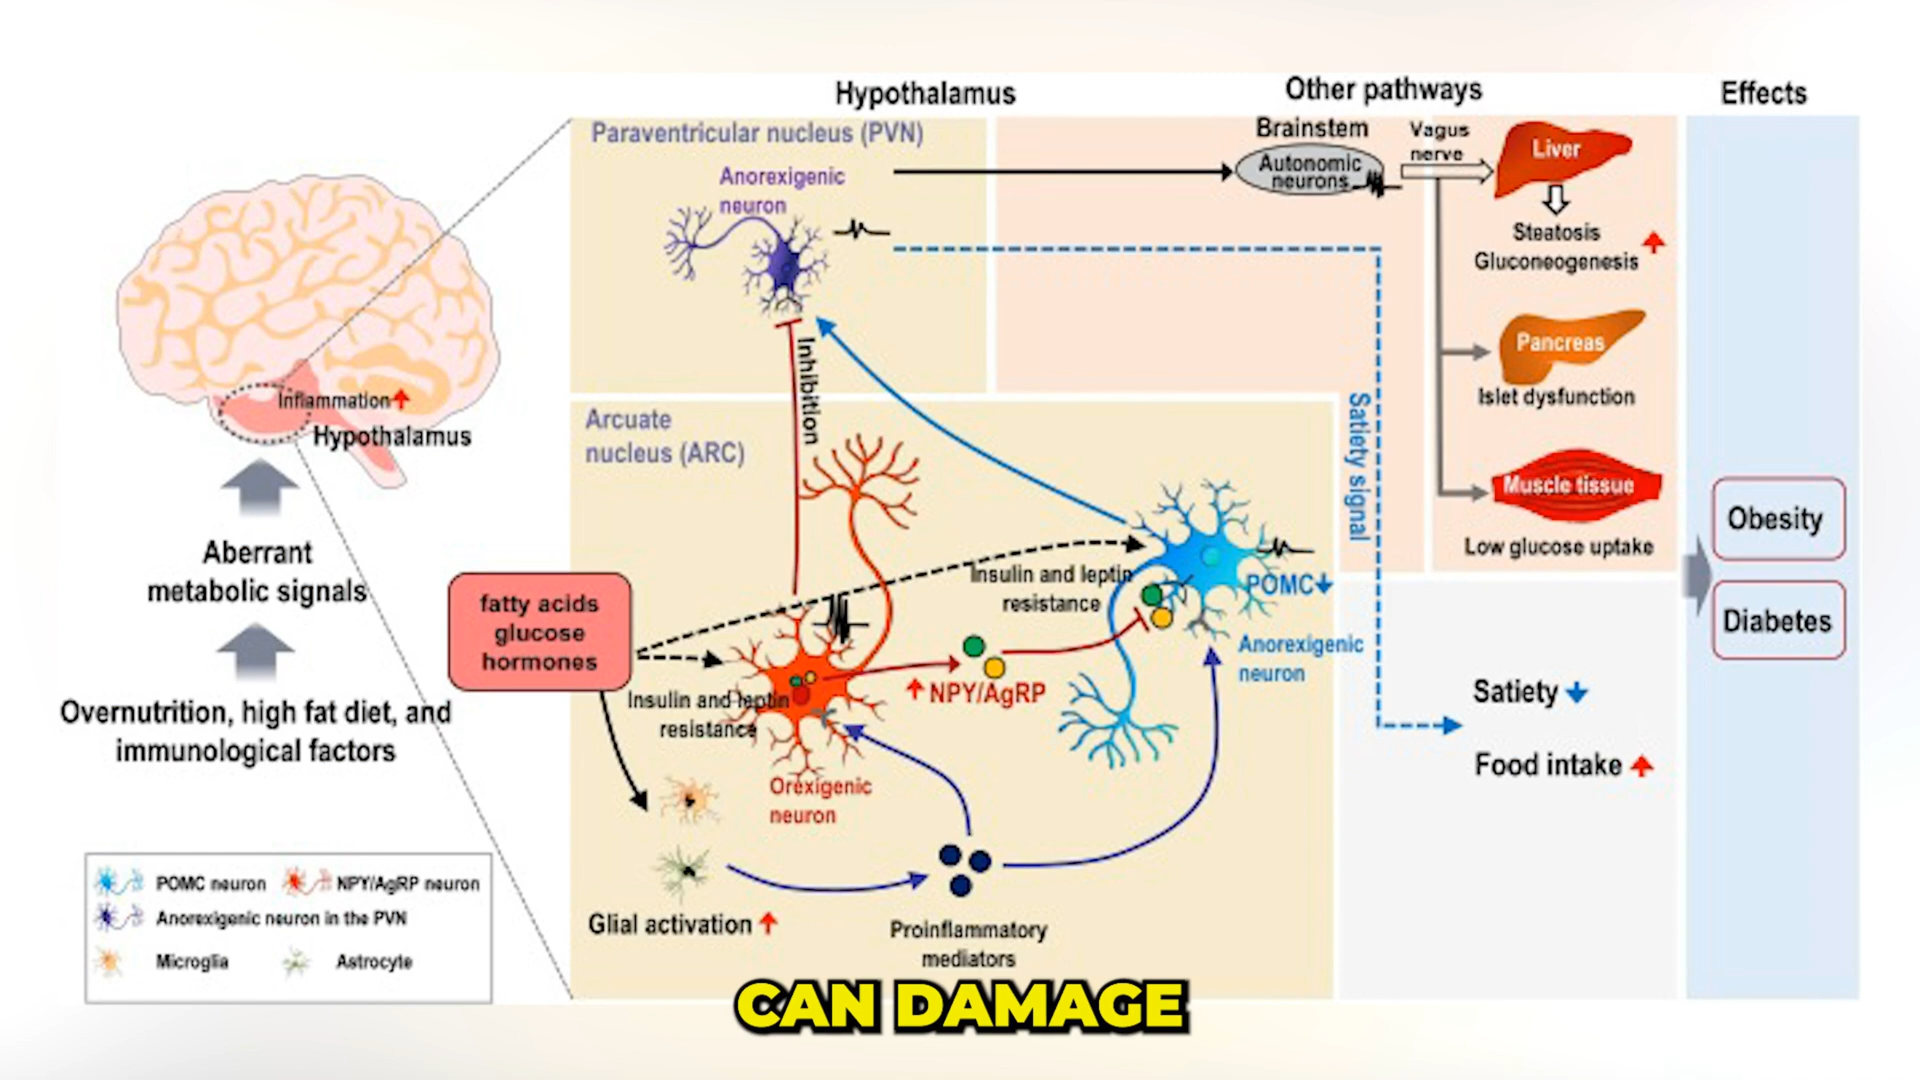 Hypothalamus
Other pathways
Effects
Paraventricular nucleus (PVN)
Anorexigenic
neuron
Brainstem
Autonomic
neurons
Vagus
nerve
Liver
Steatosis
Gluconeogenesis
Pancreas
Islet dysfunction
Muscle tissue
Low glucose uptake
Inhibition
Satiety signal
Inflammation
Hypothalamus
Aberrant
metabolic signals
Overnutrition, high fat diet, and
immunological factors
Arcuate
nucleus (ARC)
fatty acids
glucose
hormones
Insulin and leptin
resistance
POMC
Anorexigenic
neuron
Insulin and leptin
resistance
NPY/AgRP
Orexigenic
neuron
Glial activation
Proinflammatory
mediators
Satiety
Food intake
Obesity
Diabetes
POMC neuron
NPY/AgRP neuron
Anorexigenic neuron in the PVN
Microglia
Astrocyte
CAN DAMAGE